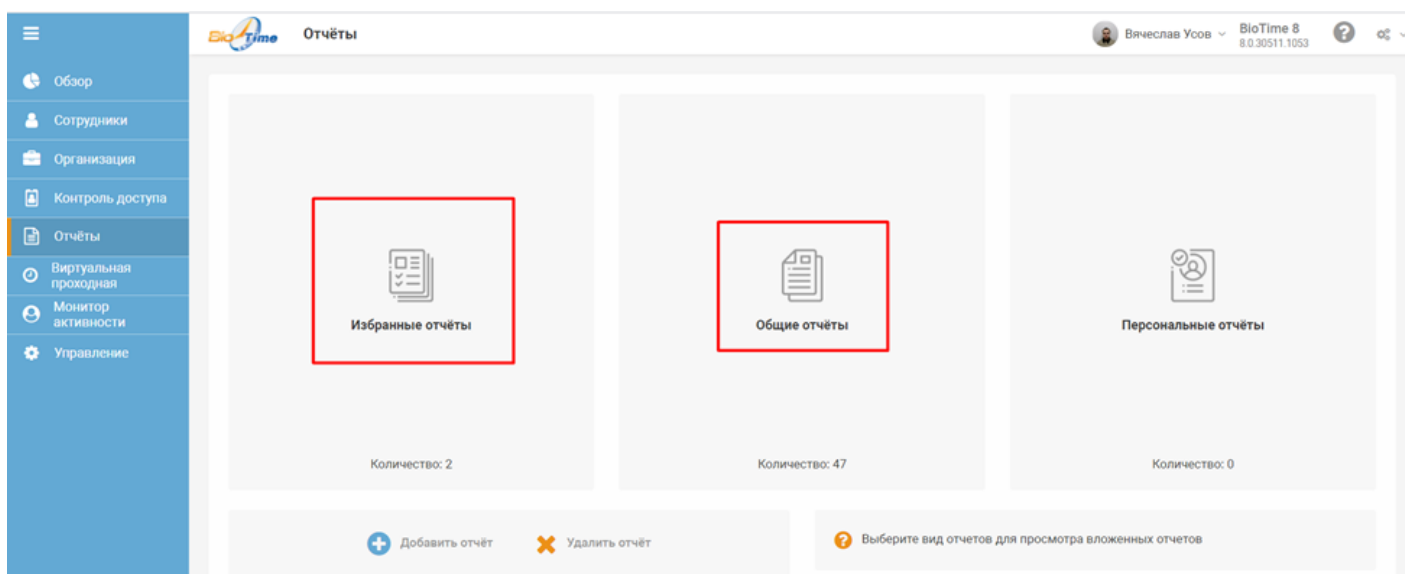 BioTime
Отчёты
Вячеслав Усов
BioTime 8
8.0.30511.1053
Обзор
Сотрудники
Организация
Контроль доступа
Отчёты
Виртуальная
проходная
Монитор
активности
Управление
Избранные отчёты
Общие отчёты
Персональные отчёты
Количество: 2
Количество: 47
Количество: 0
Добавить отчёт
Удалить отчёт
Выберите вид отчетов для просмотра вложенных отчетов